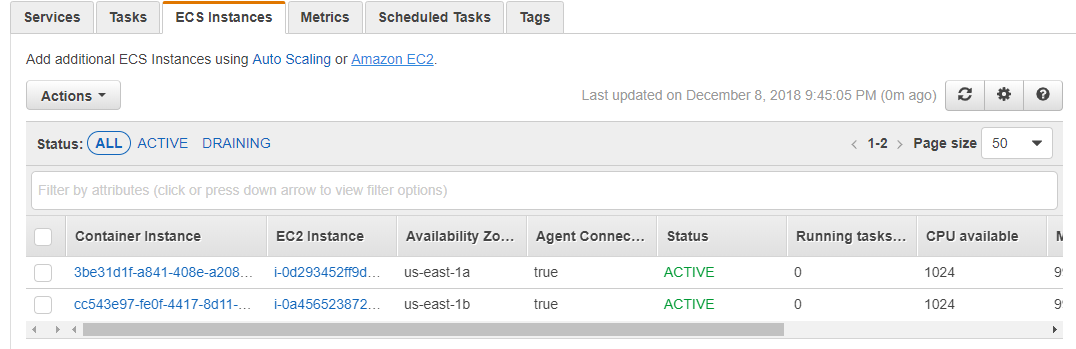 Services Tasks ECS Instances Metrics Scheduled Tasks Tags
Add additional ECS Instances using Auto Scaling or Amazon EC2.
Actions Last updated on December 8, 2018 9:45:05 PM (0m ago)
Status: ALL ACTIVE DRAINING 1-2 Page size 50
Filter by attributes (click or press down arrow to view filter options)
Container Instance EC2 Instance Availability Zo... Agent Connec... Status Running tasks... CPU available
3be31d1f-a841-408e-a208... i-0d293452ff9d... us-east-1a true ACTIVE 0 1024
cc543e97-fe0f-4417-8d11-... i-0a456523872... us-east-1b true ACTIVE 0 1024